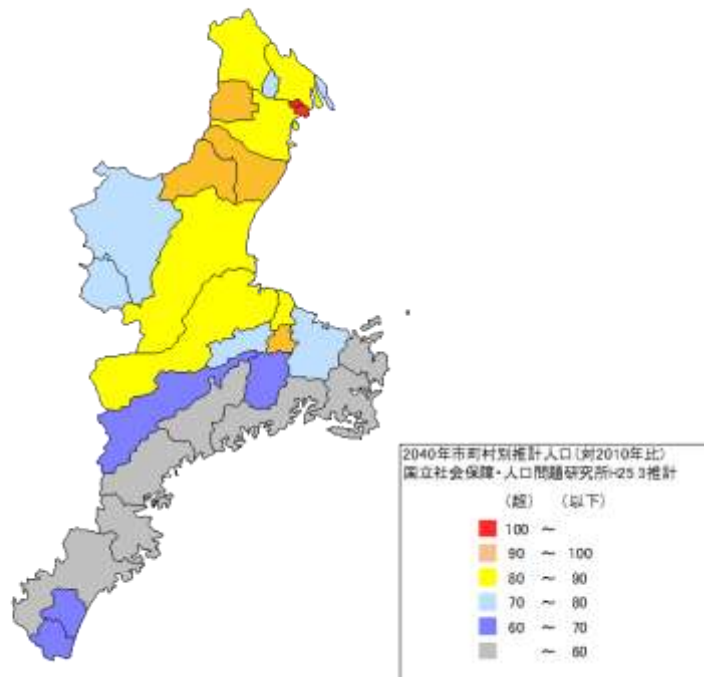 2040年市町村別推計人口(対2010年比)
国立社会保障・人口問題研究所H25.3推計
(超) (以下)
100 ～
90 ～ 100
80 ～ 90
70 ～ 80
60 ～ 70
～ 60